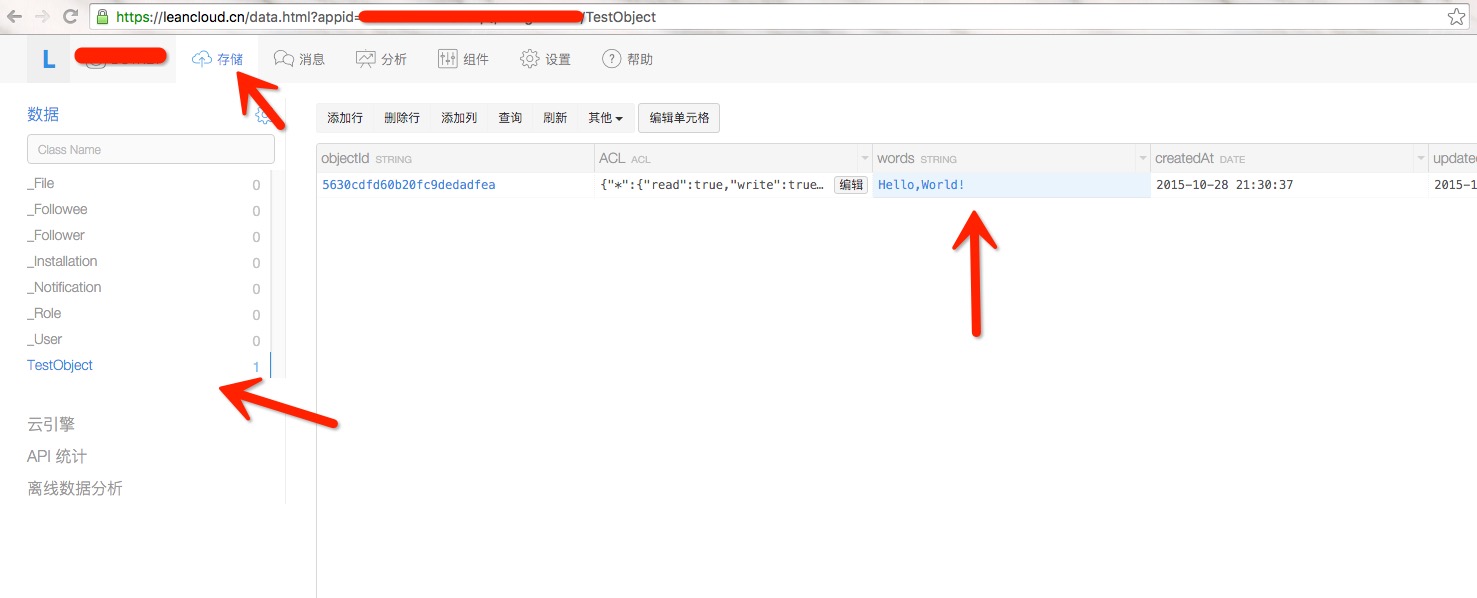 https://leancloud.cn/data.html?appid= /TestObject
L 存储 消息 分析 组件 设置 ? 帮助
数据
Class Name
_File 0
_Followee 0
_Follower 0
_Installation 0
_Notification 0
_Role 0
_User 0
TestObject 1
云引擎
API 统计
离线数据分析
添加行 删除行 添加列 查询 刷新 其他 编辑单元格
objectId STRING ACL ACL words STRING createdAt DATE update
5630cdfd60b20fc9dedadfea {"*":{"read":true,"write":true… 编辑 Hello,World! 2015-10-28 21:30:37 2015-1